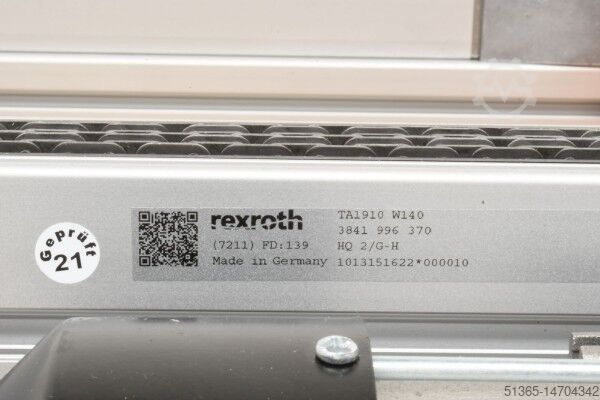 rexroth
(7211) FD:139
Made in Germany
TA1910 W140
3841 996 370
HQ 2/G-H
1013151622*000010
Geprüft
21
51365-14704342